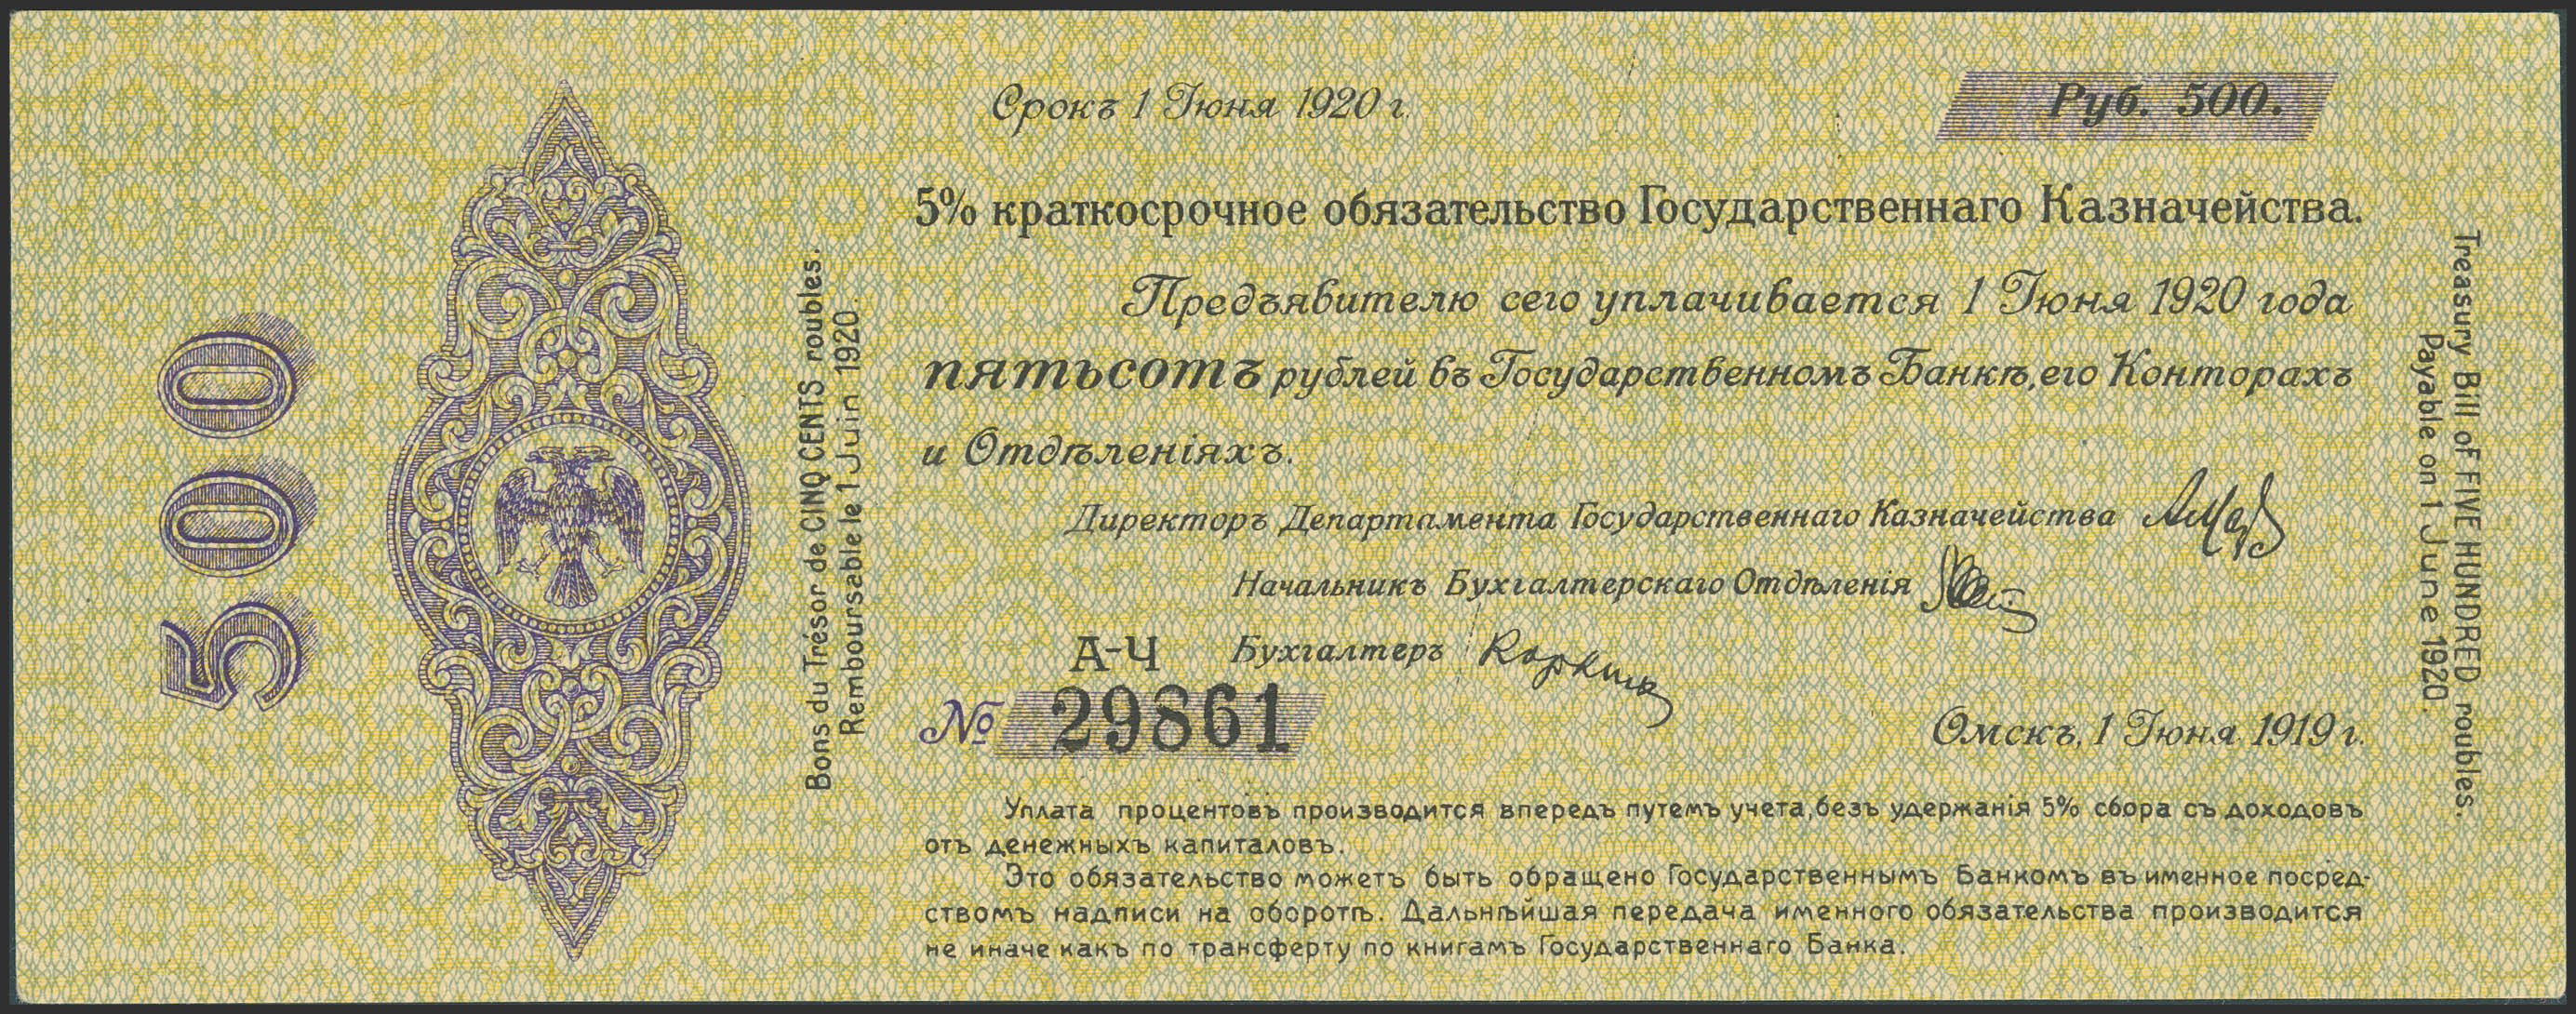 500
Bons du Trésor de CINQ CENTS roubles.
Remboursable le 1 Juin 1920.
Срокъ 1 Іюня 1920 г.
Руб. 500.
5% краткосрочное обязательство Государственнаго Казначейства.
Предъявителю сего уплачивается 1 Іюня 1920 года
пятьсотъ рублей въ Государственномъ Банкѣ, его Конторахъ
и Отдѣленіяхъ.
Директоръ Департамента Государственнаго Казначейства
Начальникъ Бухгалтерскаго Отдѣленія
А-Ч Бухгалтеръ
№ 29861
Омскъ, 1 Іюня 1919 г.
Уплата процентовъ производится впередъ путемъ учета, безъ удержанія 5% сбора съ доходовъ
отъ денежныхъ капиталовъ.
Это обязательство можетъ быть обращено Государственнымъ Банкомъ въ именное посред-
ствомъ надписи на оборотѣ. Дальнѣйшая передача именного обязательства производится
не иначе какъ по трансферту по книгамъ Государственнаго Банка.
Treasury Bill of FIVE HUNDRED roubles.
Payable on 1 June 1920.